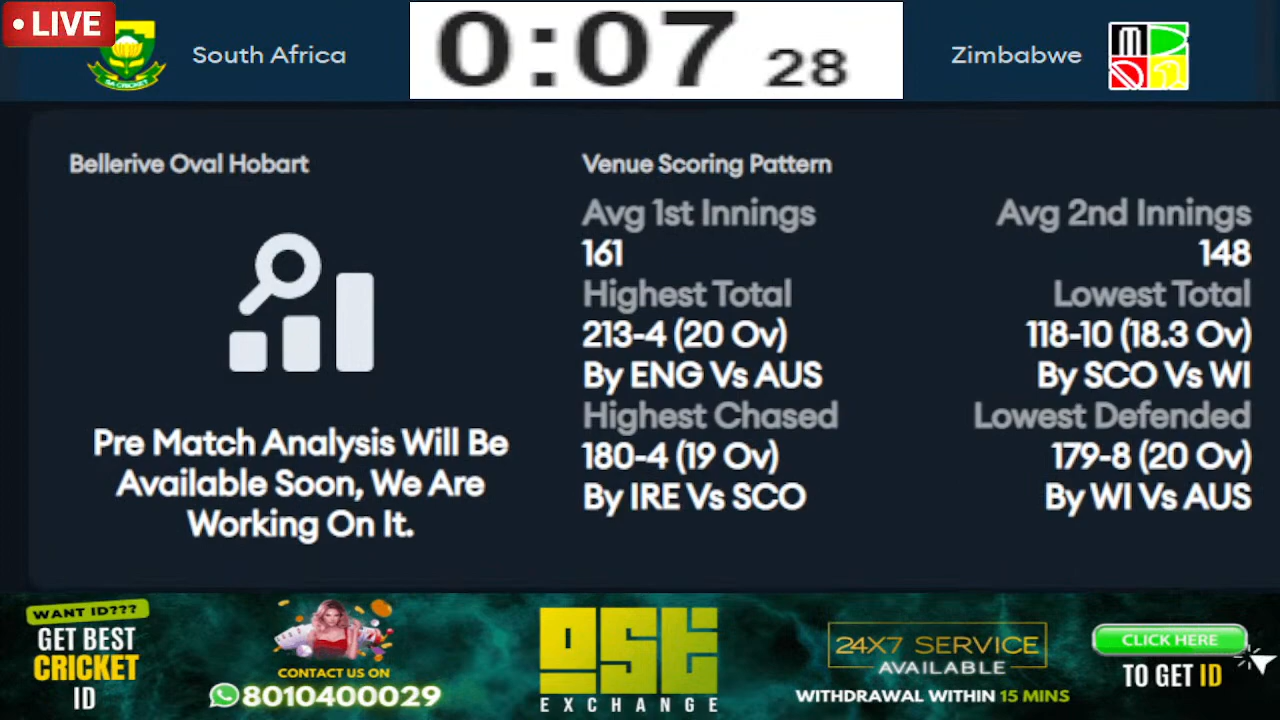 • LIVE
SA CRICKET
South Africa
0:07 28
Zimbabwe
Bellerive Oval Hobart
Venue Scoring Pattern
Avg 1st Innings
Avg 2nd Innings
161
148
Highest Total
Lowest Total
213-4 (20 Ov)
118-10 (18.3 Ov)
By ENG Vs AUS
By SCO Vs WI
Highest Chased
Lowest Defended
180-4 (19 Ov)
179-8 (20 Ov)
By IRE Vs SCO
By WI Vs AUS
Pre Match Analysis Will Be
Available Soon, We Are
Working On It.
WANT ID???
GET BEST
CRICKET
ID
CONTACT US ON
8010400029
OST
EXCHANGE
24X7 SERVICE
AVAILABLE
WITHDRAWAL WITHIN 15 MINS
CLICK HERE
TO GET ID